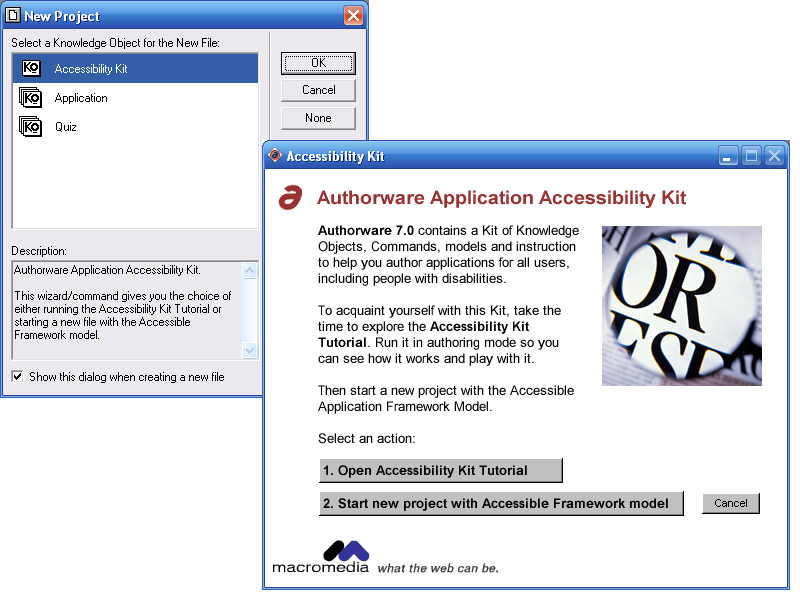 New Project
Select a Knowledge Object for the New File:
KO Accessibility Kit
KO Application
KO Quiz
OK
Cancel
None
Description:
Authorware Application Accessibility Kit.
This wizard/command gives you the choice of
either running the Accessibility Kit Tutorial or
starting a new file with the Accessible
Framework model.
Show this dialog when creating a new file
Accessibility Kit
a Authorware Application Accessibility Kit
Authorware 7.0 contains a Kit of Knowledge
Objects, Commands, models and instruction
to help you author applications for all users,
including people with disabilities.
To acquaint yourself with this Kit, take the
time to explore the Accessibility Kit
Tutorial. Run it in authoring mode so you
can see how it works and play with it.
Then start a new project with the Accessible
Application Framework Model.
Select an action:
1. Open Accessibility Kit Tutorial
2. Start new project with Accessible Framework model
Cancel
OR
macromedia what the web can be.